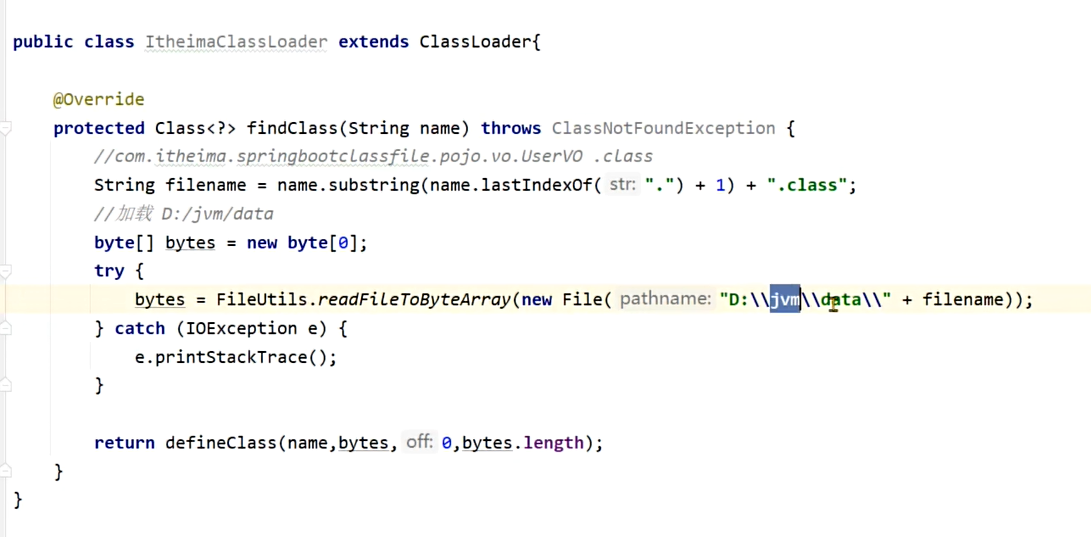 public class ItheimaClassLoader extends ClassLoader{
@Override
protected Class<?> findClass(String name) throws ClassNotFoundException {
//com.itheima.springbootclassfile.pojo.vo.UserVO .class
String filename = name.substring(name.lastIndexOf( str: ".") + 1) + ".class";
//加载 D:/jvm/data
byte[] bytes = new byte[0];
try {
bytes = FileUtils.readFileToByteArray(new File( pathname: "D:\\jvm\\data\\" + filename));
} catch (IOException e) {
e.printStackTrace();
}
return defineClass(name,bytes, off: 0,bytes.length);
}
}